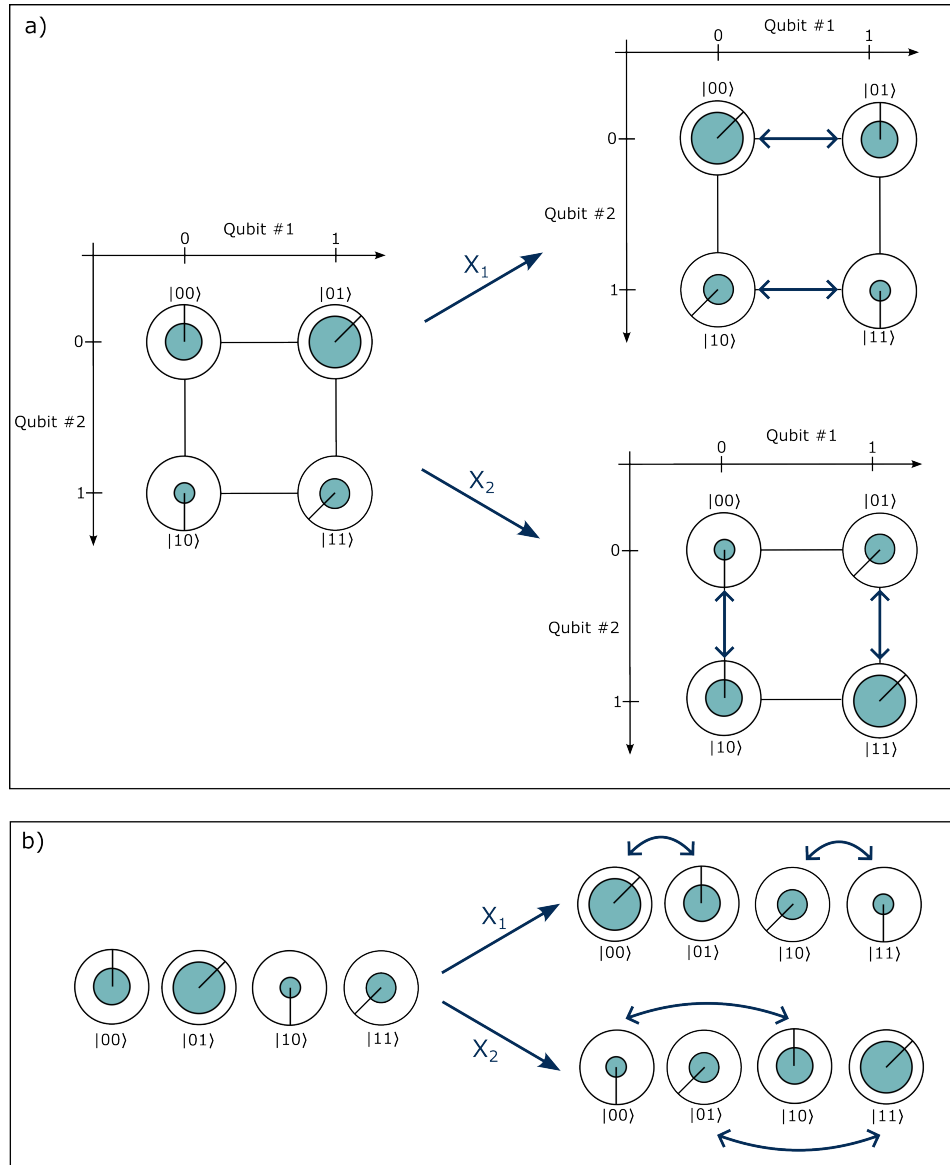 a)
Qubit #1
0 1
|00⟩ |01⟩
0
Qubit #2
1
|10⟩ |11⟩
X1
Qubit #1
0 1
|00⟩ |01⟩
0
Qubit #2
1
|10⟩ |11⟩
X2
Qubit #1
0 1
|00⟩ |01⟩
0
Qubit #2
1
|10⟩ |11⟩
b)
|00⟩ |01⟩ |10⟩ |11⟩
X1
|00⟩ |01⟩ |10⟩ |11⟩
X2
|00⟩ |01⟩ |10⟩ |11⟩